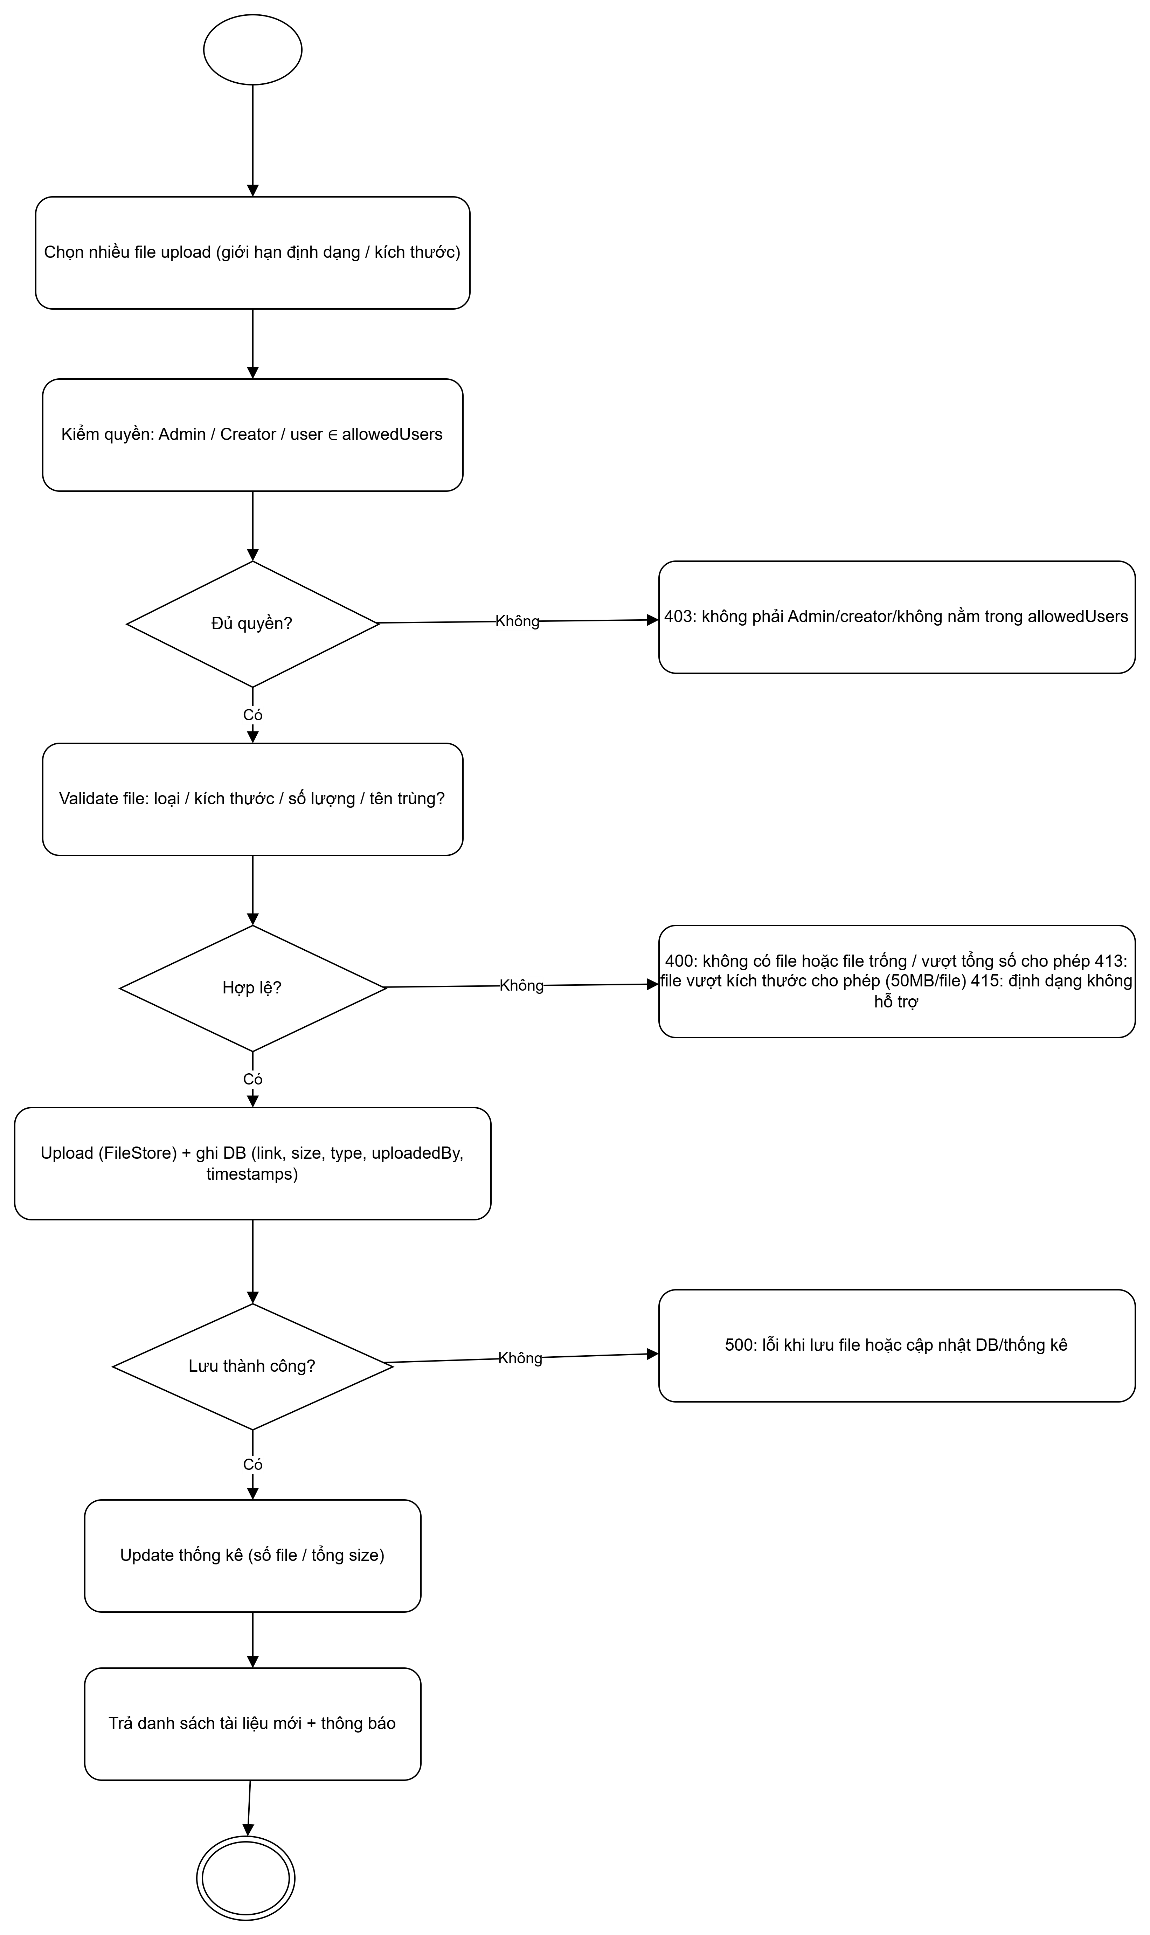 Chọn nhiều file upload (giới hạn định dạng / kích thước)
Kiểm quyền: Admin / Creator / user ∈ allowedUsers
Đủ quyền?
Không
403: không phải Admin/creator/không nằm trong allowedUsers
Có
Validate file: loại / kích thước / số lượng / tên trùng?
Hợp lệ?
Không
400: không có file hoặc file trống / vượt tổng số cho phép 413:
file vượt kích thước cho phép (50MB/file) 415: định dạng không
hỗ trợ
Có
Upload (FileStore) + ghi DB (link, size, type, uploadedBy,
timestamps)
Lưu thành công?
Không
500: lỗi khi lưu file hoặc cập nhật DB/thống kê
Có
Update thống kê (số file / tổng size)
Trả danh sách tài liệu mới + thông báo